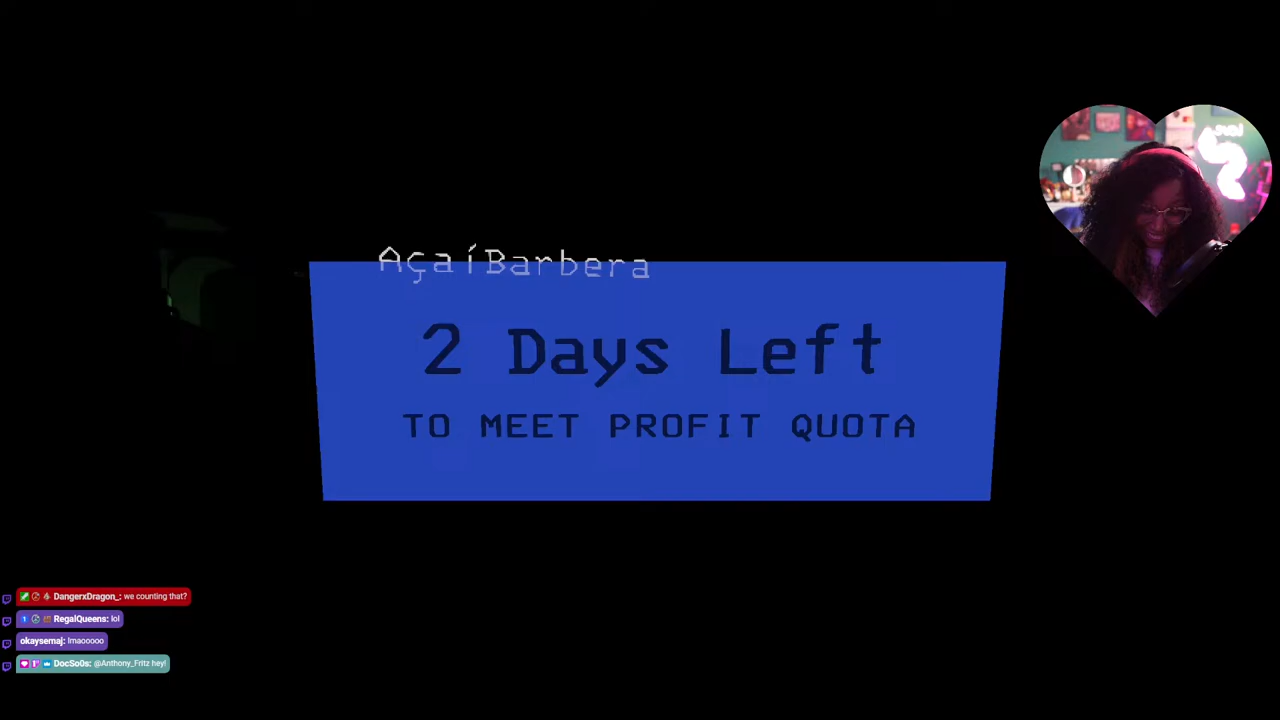 AçaíBarbera
2 Days Left
TO MEET PROFIT QUOTA
DangerxDragon_: we counting that?
RegalQueens: lol
okaysemaj: lmaooooo
DocSo0s: @Anthony_Fritz hey!